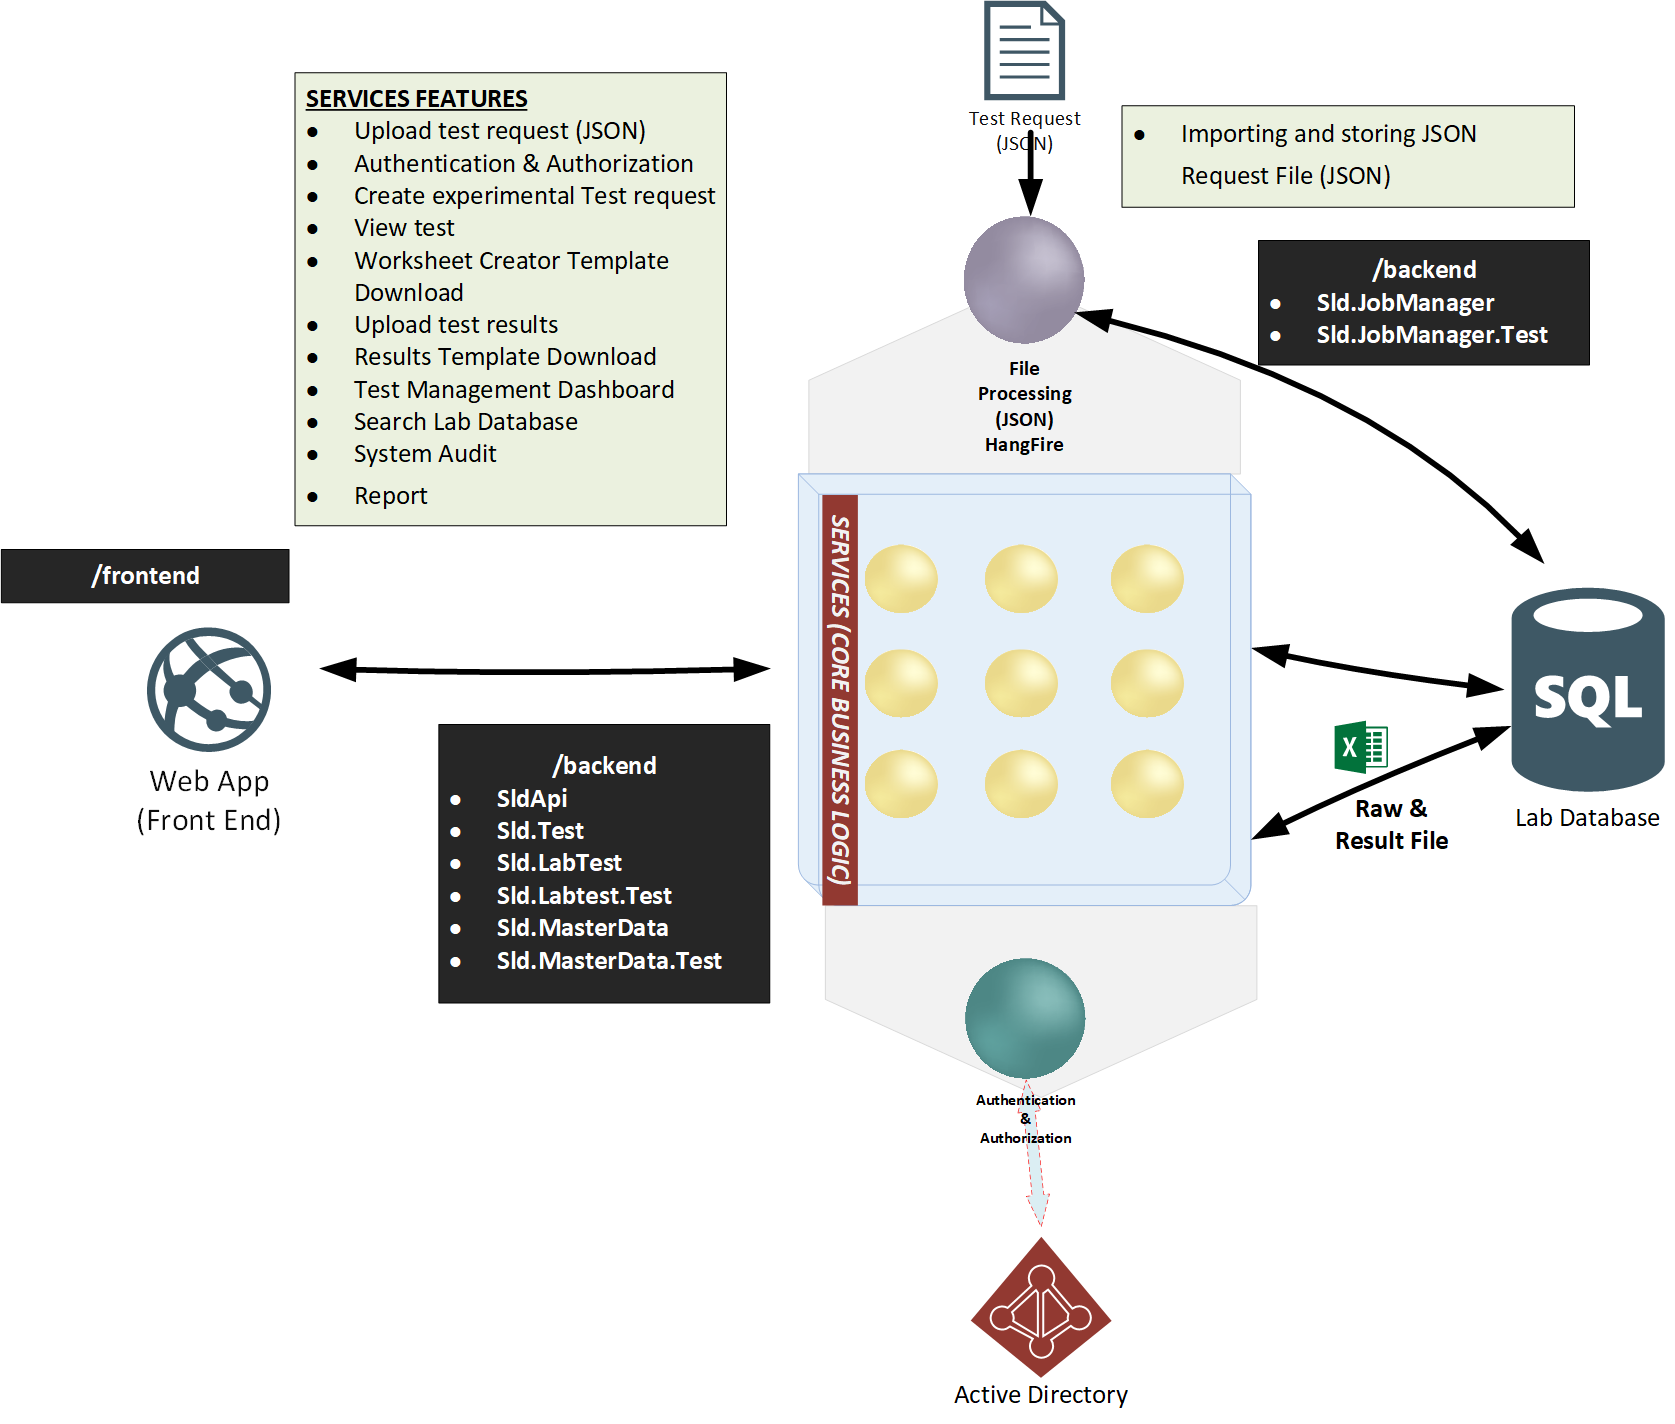 Test Request
(JSON)
SERVICES FEATURES
● Upload test request (JSON)
● Authentication & Authorization
● Create experimental Test request
● View test
● Worksheet Creator Template
Download
● Upload test results
● Results Template Download
● Test Management Dashboard
● Search Lab Database
● System Audit
● Report
● Importing and storing JSON
Request File (JSON)
/backend
● Sld.JobManager
● Sld.JobManager.Test
File
Processing
(JSON)
HangFire
SERVICES (CORE BUSINESS LOGIC)
/frontend
Web App
(Front End)
/backend
● SldApi
● Sld.Test
● Sld.LabTest
● Sld.Labtest.Test
● Sld.MasterData
● Sld.MasterData.Test
SQL
Lab Database
X
Raw &
Result File
Authentication
&
Authorization
Active Directory